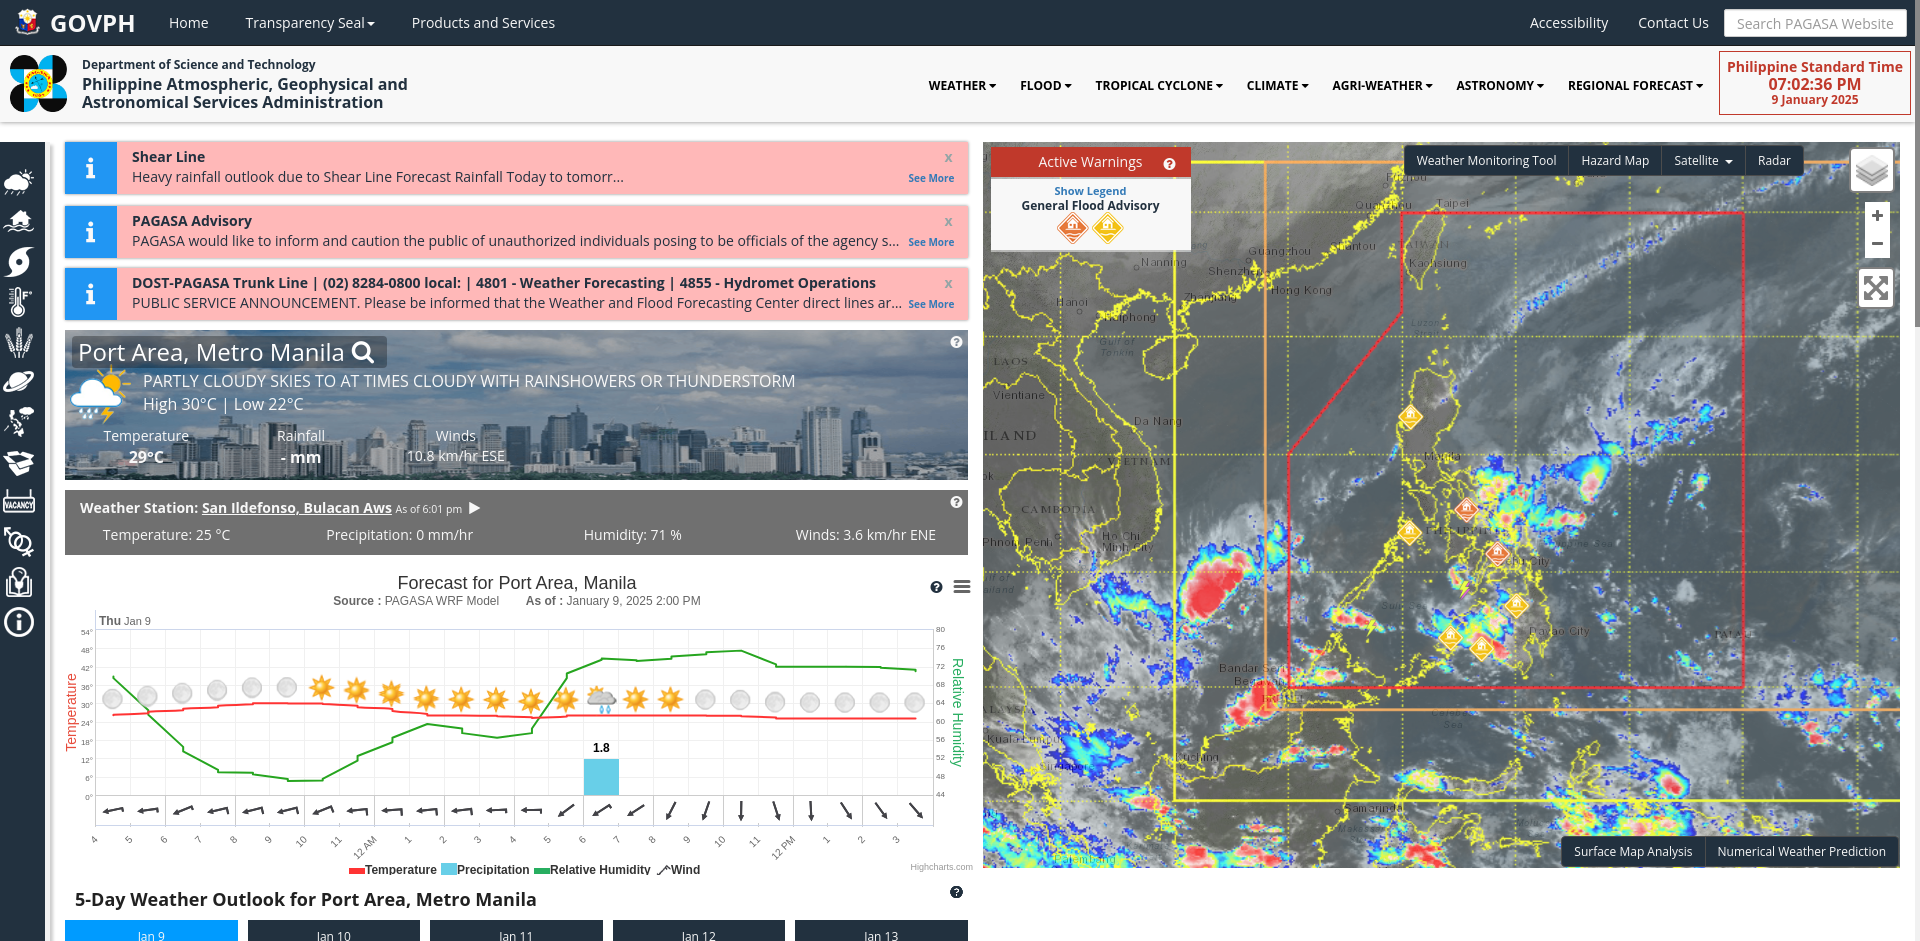 GOVPH
Home
Transparency Seal
Products and Services
Accessibility
Contact Us
Search PAGASA Website
Department of Science and Technology
Philippine Atmospheric, Geophysical and
Astronomical Services Administration
WEATHER
FLOOD
TROPICAL CYCLONE
CLIMATE
AGRI-WEATHER
ASTRONOMY
REGIONAL FORECAST
Philippine Standard Time
07:02:36 PM
9 January 2025
VACANCY
Shear Line
x
Heavy rainfall outlook due to Shear Line Forecast Rainfall Today to tomorr...
See More
PAGASA Advisory
x
PAGASA would like to inform and caution the public of unauthorized individuals posing to be officials of the agency s...
See More
DOST-PAGASA Trunk Line | (02) 8284-0800 local: | 4801 - Weather Forecasting | 4855 - Hydromet Operations
x
PUBLIC SERVICE ANNOUNCEMENT. Please be informed that the Weather and Flood Forecasting Center direct lines ar...
See More
Port Area, Metro Manila
PARTLY CLOUDY SKIES TO AT TIMES CLOUDY WITH RAINSHOWERS OR THUNDERSTORM
High 30°C | Low 22°C
Temperature
Rainfall
Winds
29°C
- mm
10.8 km/hr ESE
Weather Station: San Ildefonso, Bulacan Aws As of 6:01 pm
Temperature: 25 °C
Precipitation: 0 mm/hr
Humidity: 71 %
Winds: 3.6 km/hr ENE
Forecast for Port Area, Manila
Source : PAGASA WRF Model As of : January 9, 2025 2:00 PM
Thu Jan 9
Temperature
54°
48°
42°
36°
30°
24°
18°
12°
6°
0°
1.8
80
76
72
68
64
60
56
52
48
44
Relative Humidity
4 5 6 7 8 9 10 11 12 AM 1 2 3 4 5 6 7 8 9 10 11 12 PM 1 2 3
Temperature Precipitation Relative Humidity Wind
Highcharts.com
5-Day Weather Outlook for Port Area, Metro Manila
Jan 9
Jan 10
Jan 11
Jan 12
Jan 13
Active Warnings
Show Legend
General Flood Advisory
Weather Monitoring Tool
Hazard Map
Satellite
Radar
+
−
Taipei
TAIWAN
Kaohsiung
Guangzhou
Shantou
Nanning
Shenzhen
Hong Kong
Zhanjiang
Hanoi
Haiphong
Gulf of
Tonkin
LAOS
Vientiane
Da Nang
ILAND
VIETNAM
CAMBODIA
Phnom Penh
Ho Chi
Minh City
Luzon
Manila
Davao City
PALAU
Bandar Seri
Begawan
Kuala Lumpur
Singapore
Kuching
Celebes
Sea
Samarinda
Palembang
Surface Map Analysis
Numerical Weather Prediction